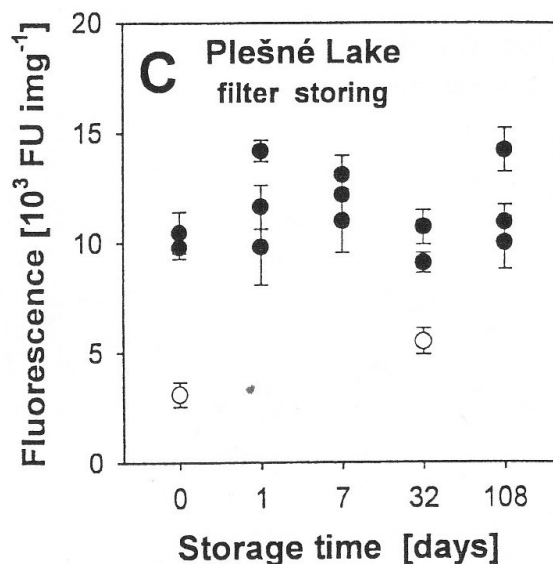 C Plešné Lake
filter storing
Fluorescence [10³ FU img⁻¹]
20
15
10
5
0
0 1 7 32 108
Storage time [days]